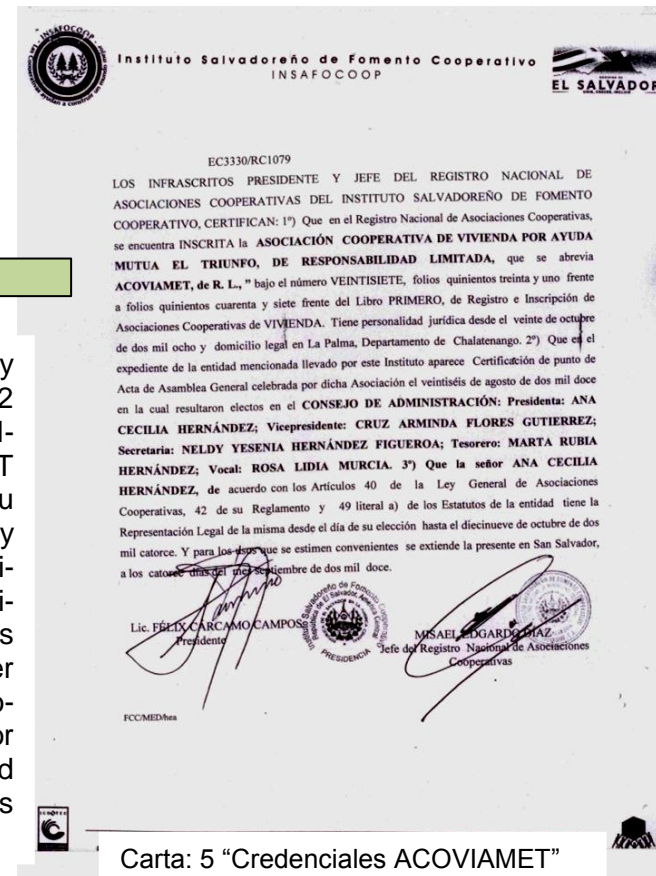 Instituto Salvadoreño de Fomento Cooperativo
INSAFOCOOP
EL SALVADOR
UNIR, CRECER, INCLUIR
EC3330/RC1079
LOS INFRASCRITOS PRESIDENTE Y JEFE DEL REGISTRO NACIONAL DE
ASOCIACIONES COOPERATIVAS DEL INSTITUTO SALVADOREÑO DE FOMENTO
COOPERATIVO, CERTIFICAN: 1º) Que en el Registro Nacional de Asociaciones Cooperativas,
se encuentra INSCRITA la ASOCIACIÓN COOPERATIVA DE VIVIENDA POR AYUDA
MUTUA EL TRIUNFO, DE RESPONSABILIDAD LIMITADA, que se abrevia
ACOVIAMET, de R. L., ” bajo el número VEINTISIETE, folios quinientos treinta y uno frente
a folios quinientos cuarenta y siete frente del Libro PRIMERO, de Registro e Inscripción de
Asociaciones Cooperativas de VIVIENDA. Tiene personalidad jurídica desde el veinte de octubre
de dos mil ocho y domicilio legal en La Palma, Departamento de Chalatenango. 2º) Que en el
expediente de la entidad mencionada llevado por este Instituto aparece Certificación de punto de
Acta de Asamblea General celebrada por dicha Asociación el veintiséis de agosto de dos mil doce
en la cual resultaron electos en el CONSEJO DE ADMINISTRACIÓN: Presidenta: ANA
CECILIA HERNÁNDEZ; Vicepresidente: CRUZ ARMINDA FLORES GUTIERREZ;
Secretaria: NELDY YESENIA HERNÁNDEZ FIGUEROA; Tesorero: MARTA RUBIA
HERNÁNDEZ; Vocal: ROSA LIDIA MURCIA. 3º) Que la señor ANA CECILIA
HERNÁNDEZ, de acuerdo con los Artículos 40 de la Ley General de Asociaciones
Cooperativas, 42 de su Reglamento y 49 literal a) de los Estatutos de la entidad tiene la
Representación Legal de la misma desde el día de su elección hasta el diecinueve de octubre de dos
mil catorce. Y para los usos que se estimen convenientes se extiende la presente en San Salvador,
a los catorce días del mes septiembre de dos mil doce.
Lic. FÉLIX CÁRCAMO CAMPOS
Presidente
MISAEL EDGARDO DÍAZ
Jefe del Registro Nacional de Asociaciones
Cooperativas
PRESIDENCIA
FCC/MED/hea
y
2
l-
T
u
y
i-
i-
s
er
o-
or
d
s
Carta: 5 “Credenciales ACOVIAMET”